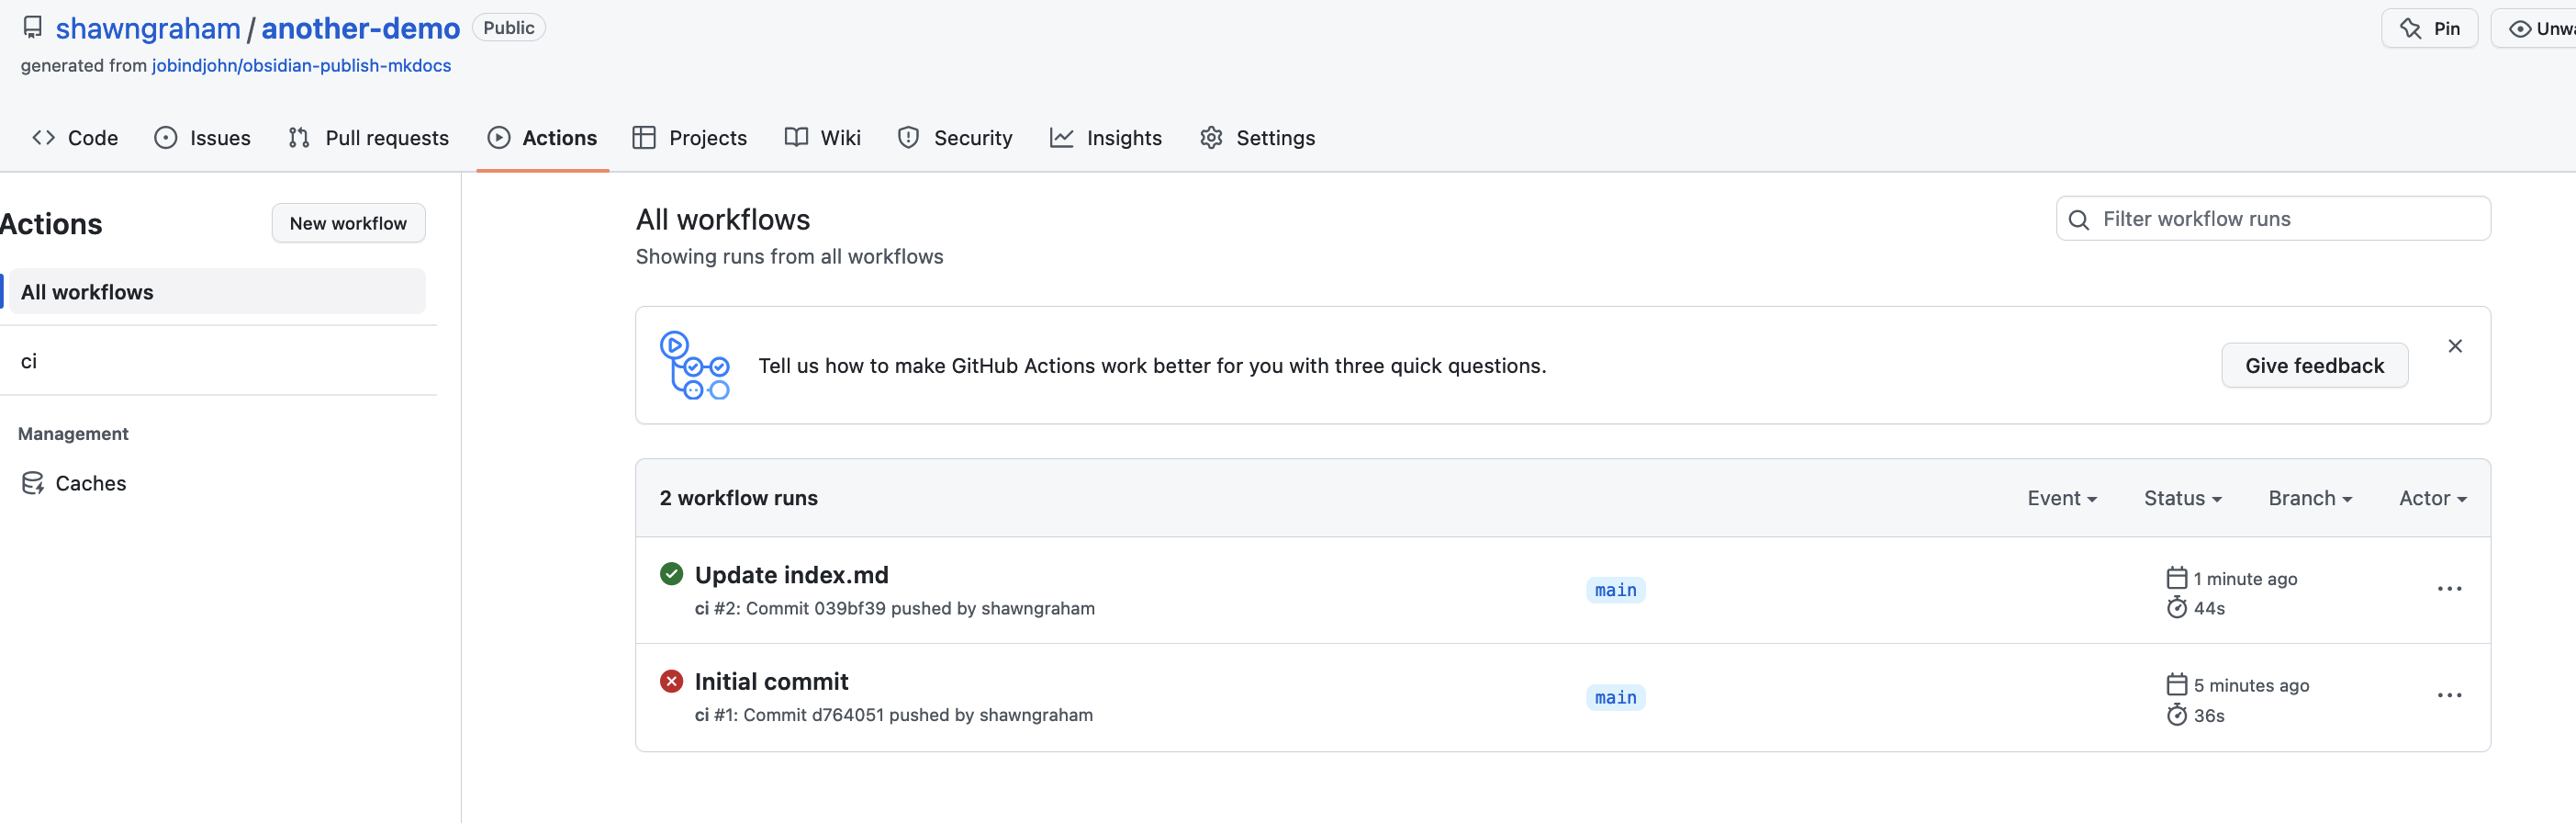 shawngraham / another-demo Public
Pin
Unwa
generated from jobindjohn/obsidian-publish-mkdocs
Code Issues Pull requests Actions Projects Wiki Security Insights Settings
Actions
New workflow
All workflows
ci
Management
Caches
All workflows
Showing runs from all workflows
Filter workflow runs
Tell us how to make GitHub Actions work better for you with three quick questions.
Give feedback
2 workflow runs
Event Status Branch Actor
Update index.md
ci #2: Commit 039bf39 pushed by shawngraham
main
1 minute ago
44s
Initial commit
ci #1: Commit d764051 pushed by shawngraham
main
5 minutes ago
36s